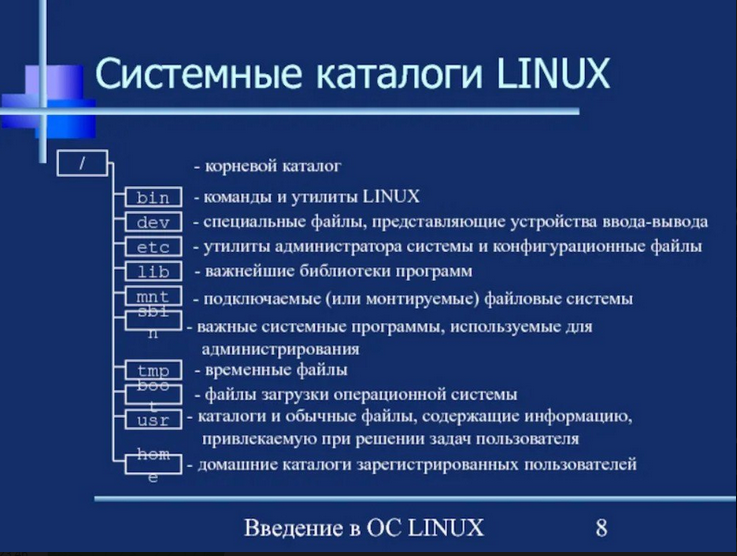 Системные каталоги LINUX
/ - корневой каталог
bin - команды и утилиты LINUX
dev - специальные файлы, представляющие устройства ввода-вывода
etc - утилиты администратора системы и конфигурационные файлы
lib - важнейшие библиотеки программ
mnt - подключаемые (или монтируемые) файловые системы
sbin - важные системные программы, используемые для
администрирования
tmp - временные файлы
boot - файлы загрузки операционной системы
usr - каталоги и обычные файлы, содержащие информацию,
привлекаемую при решении задач пользователя
home - домашние каталоги зарегистрированных пользователей
Введение в ОС LINUX 8